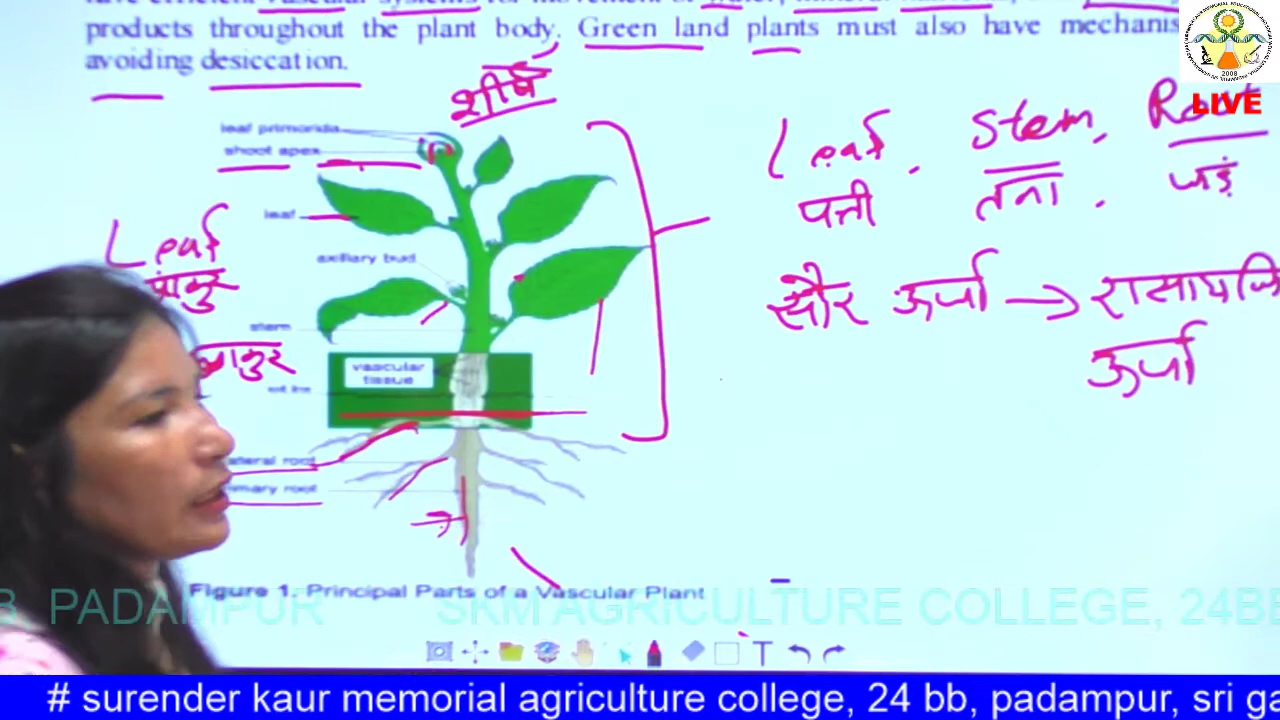 products throughout the plant body. Green land plants must also have mechanis
avoiding desiccation.
2008
LIVE
शीर्ष
leaf primordia
shoot apex
leaf
axillary bud
stem
vascular
tissue
lateral root
primary root
Leaf
Leaf, Stem, Root
पत्ती तना, जड़ें
सौर ऊर्जा → रासायनि
ऊर्जा
Figure 1. Principal Parts of a Vascular Plant
B, PADAMPUR SKM AGRICULTURE COLLEGE, 24BB
T
# surender kaur memorial agriculture college, 24 bb, padampur, sri ga